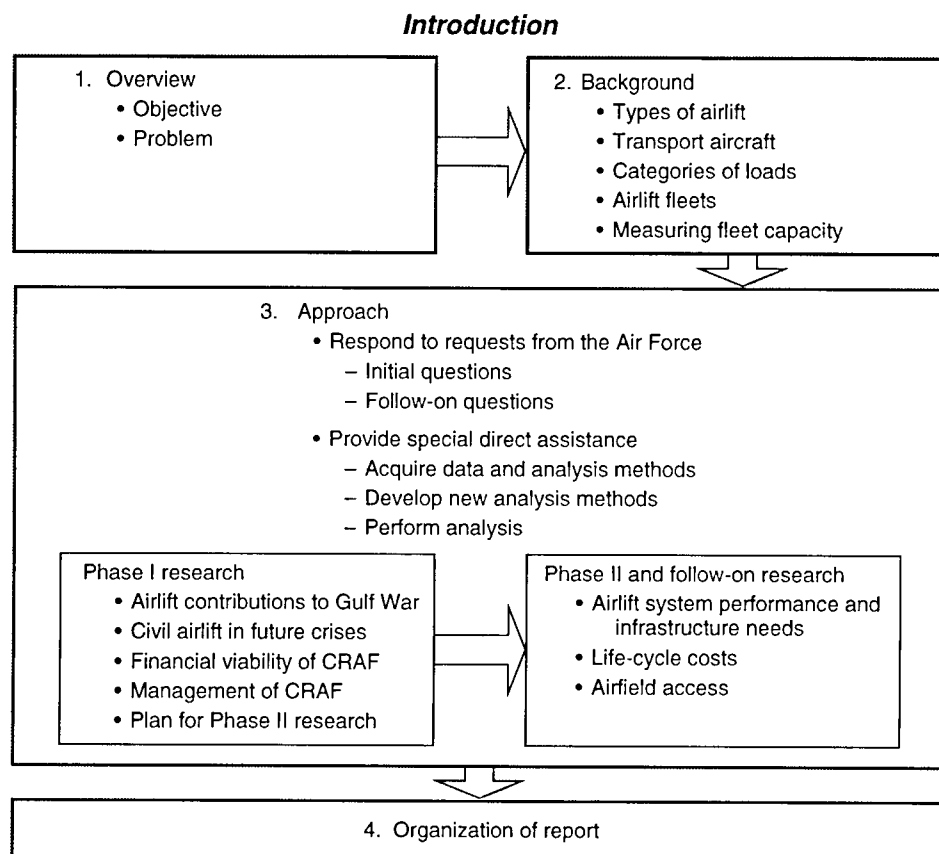 Introduction
1. Overview
• Objective
• Problem
2. Background
• Types of airlift
• Transport aircraft
• Categories of loads
• Airlift fleets
• Measuring fleet capacity
3. Approach
• Respond to requests from the Air Force
– Initial questions
– Follow-on questions
• Provide special direct assistance
– Acquire data and analysis methods
– Develop new analysis methods
– Perform analysis
Phase I research
• Airlift contributions to Gulf War
• Civil airlift in future crises
• Financial viability of CRAF
• Management of CRAF
• Plan for Phase II research
Phase II and follow-on research
• Airlift system performance and
infrastructure needs
• Life-cycle costs
• Airfield access
4. Organization of report